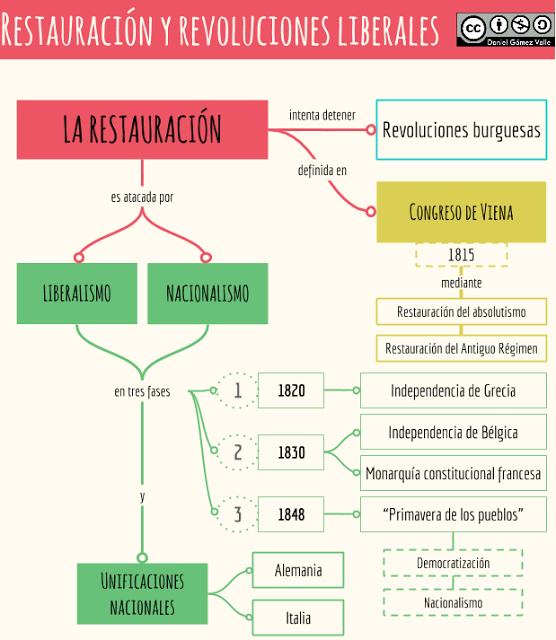 RESTAURACIÓN Y REVOLUCIONES LIBERALES
cc
Daniel Gómez Valle
LA RESTAURACIÓN
intenta detener
Revoluciones burguesas
definida en
CONGRESO DE VIENA
1815
mediante
Restauración del absolutismo
Restauración del Antiguo Régimen
es atacada por
LIBERALISMO
NACIONALISMO
en tres fases
1
1820
Independencia de Grecia
2
1830
Independencia de Bélgica
Monarquía constitucional francesa
3
1848
“Primavera de los pueblos”
Democratización
Nacionalismo
y
UNIFICACIONES
NACIONALES
Alemania
Italia